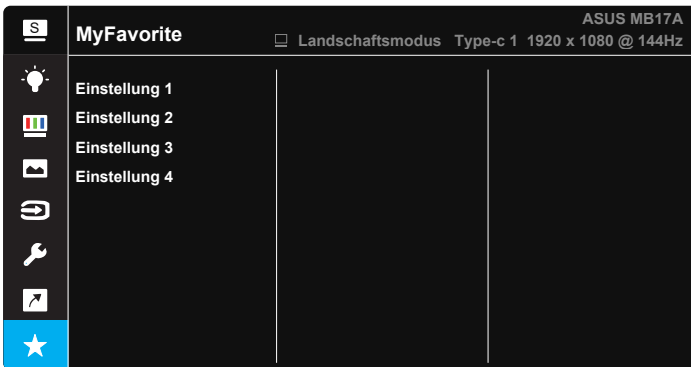 S
ASUS MB17A
MyFavorite
Landschaftsmodus Type-c 1 1920 x 1080 @ 144Hz
Einstellung 1
Einstellung 2
Einstellung 3
Einstellung 4